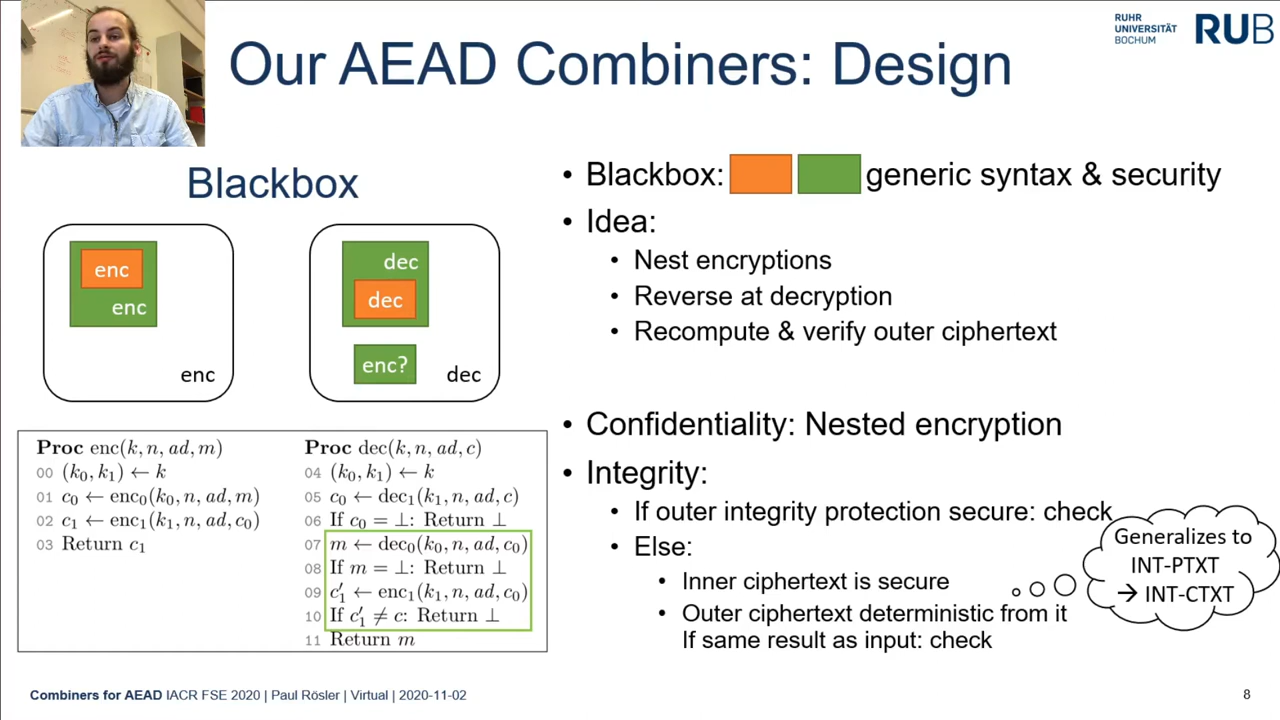 RUHR
UNIVERSITÄT
BOCHUM
RUB
Our AEAD Combiners: Design
Blackbox
enc
enc
enc
dec
dec
enc?
dec
Proc enc(k, n, ad, m)
00 (k₀, k₁) ← k
01 c₀ ← enc₀(k₀, n, ad, m)
02 c₁ ← enc₁(k₁, n, ad, c₀)
03 Return c₁
Proc dec(k, n, ad, c)
04 (k₀, k₁) ← k
05 c₀ ← dec₁(k₁, n, ad, c)
06 If c₀ = ⊥: Return ⊥
07 m ← dec₀(k₀, n, ad, c₀)
08 If m = ⊥: Return ⊥
09 c′₁ ← enc₁(k₁, n, ad, c₀)
10 If c′₁ ≠ c: Return ⊥
11 Return m
• Blackbox: generic syntax & security
• Idea:
• Nest encryptions
• Reverse at decryption
• Recompute & verify outer ciphertext
• Confidentiality: Nested encryption
• Integrity:
• If outer integrity protection secure: check
• Else:
• Inner ciphertext is secure
• Outer ciphertext deterministic from it
If same result as input: check
Generalizes to
INT-PTXT
→ INT-CTXT
Combiners for AEAD IACR FSE 2020 | Paul Rösler | Virtual | 2020-11-02
8